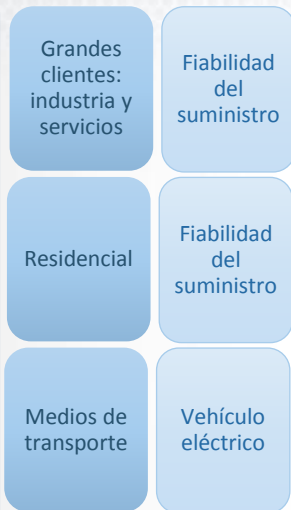 Grandes
clientes:
industria y
servicios
Fiabilidad
del
suministro
Residencial
Fiabilidad
del
suministro
Medios de
transporte
Vehículo
eléctrico